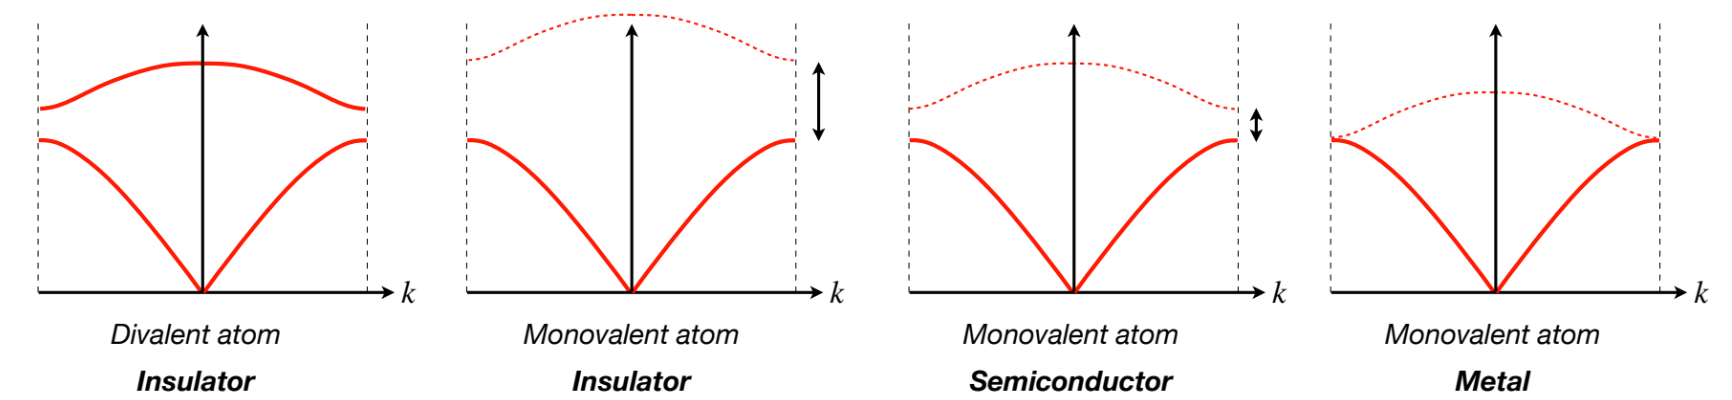 k
k
k
k
Divalent atom
Monovalent atom
Monovalent atom
Monovalent atom
Insulator
Insulator
Semiconductor
Metal